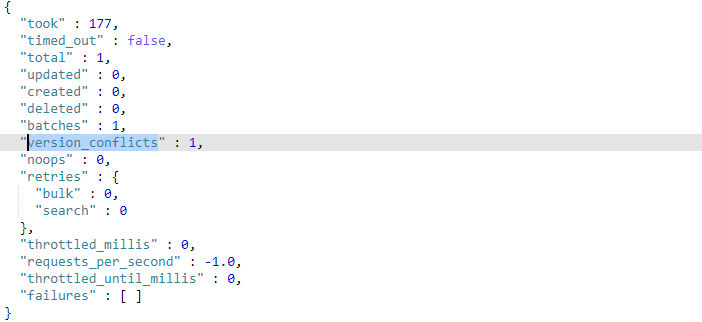 {
  "took" : 177,
  "timed_out" : false,
  "total" : 1,
  "updated" : 0,
  "created" : 0,
  "deleted" : 0,
  "batches" : 1,
  "version_conflicts" : 1,
  "noops" : 0,
  "retries" : {
    "bulk" : 0,
    "search" : 0
  },
  "throttled_millis" : 0,
  "requests_per_second" : -1.0,
  "throttled_until_millis" : 0,
  "failures" : [ ]
}